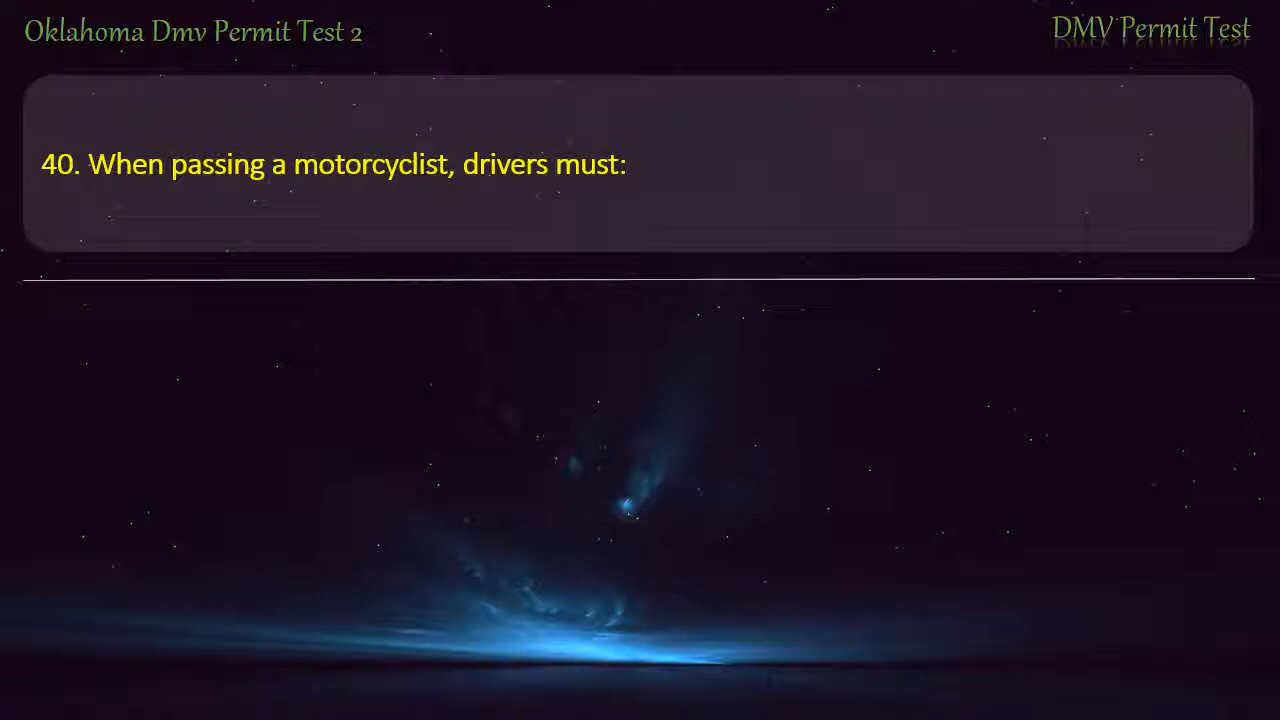 Oklahoma Dmv Permit Test 2
DMV Permit Test
40. When passing a motorcyclist, drivers must: